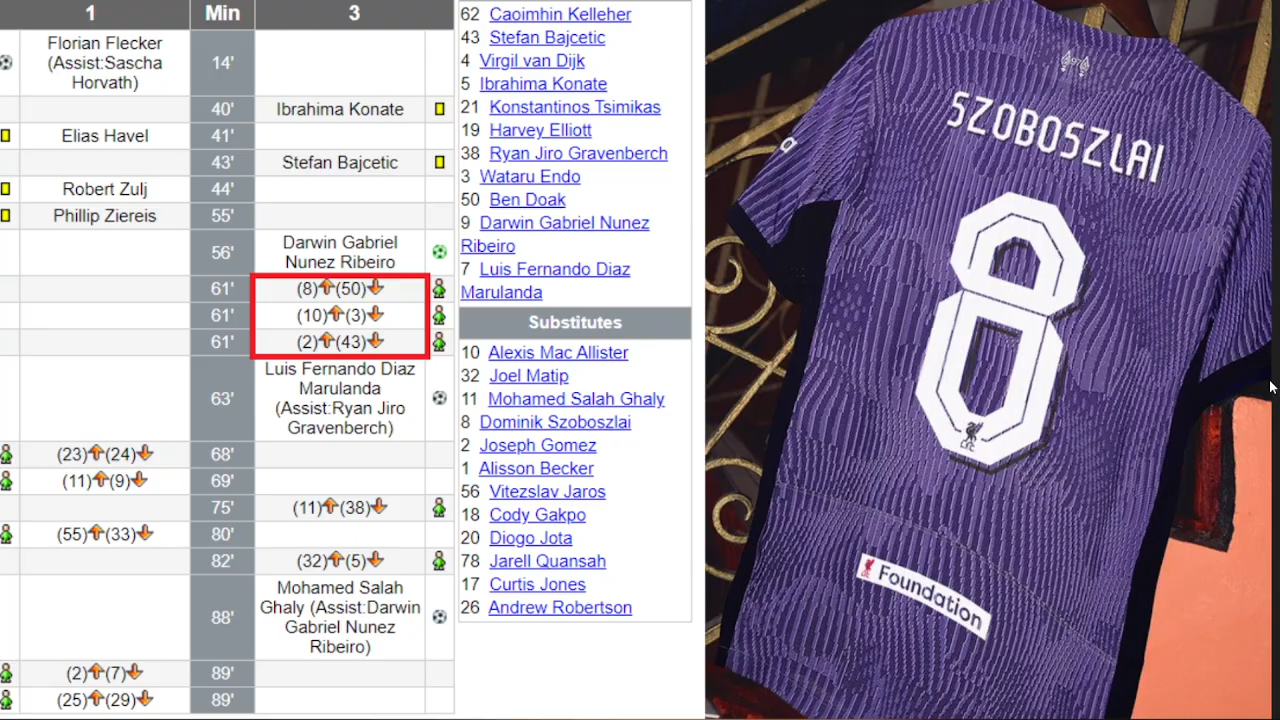 1 Min 3
Florian Flecker
(Assist:Sascha
Horvath)
14'
40' Ibrahima Konate
Elias Havel 41'
43' Stefan Bajcetic
Robert Zulj 44'
Phillip Ziereis 55'
56' Darwin Gabriel
Nunez Ribeiro
61' (8) (50)
61' (10) (3)
61' (2) (43)
63' Luis Fernando Diaz
Marulanda
(Assist:Ryan Jiro
Gravenberch)
(23) (24) 68'
(11) (9) 69'
75' (11) (38)
(55) (33) 80'
82' (32) (5)
88' Mohamed Salah
Ghaly (Assist:Darwin
Gabriel Nunez
Ribeiro)
(2) (7) 89'
(25) (29) 89'
62 Caoimhin Kelleher
43 Stefan Bajcetic
4 Virgil van Dijk
5 Ibrahima Konate
21 Konstantinos Tsimikas
19 Harvey Elliott
38 Ryan Jiro Gravenberch
3 Wataru Endo
50 Ben Doak
9 Darwin Gabriel Nunez
Ribeiro
7 Luis Fernando Diaz
Marulanda
Substitutes
10 Alexis Mac Allister
32 Joel Matip
11 Mohamed Salah Ghaly
8 Dominik Szoboszlai
2 Joseph Gomez
1 Alisson Becker
56 Vitezslav Jaros
18 Cody Gakpo
20 Diogo Jota
78 Jarell Quansah
17 Curtis Jones
26 Andrew Robertson
97
SZOBOSZLAI
8
LFC
Foundation